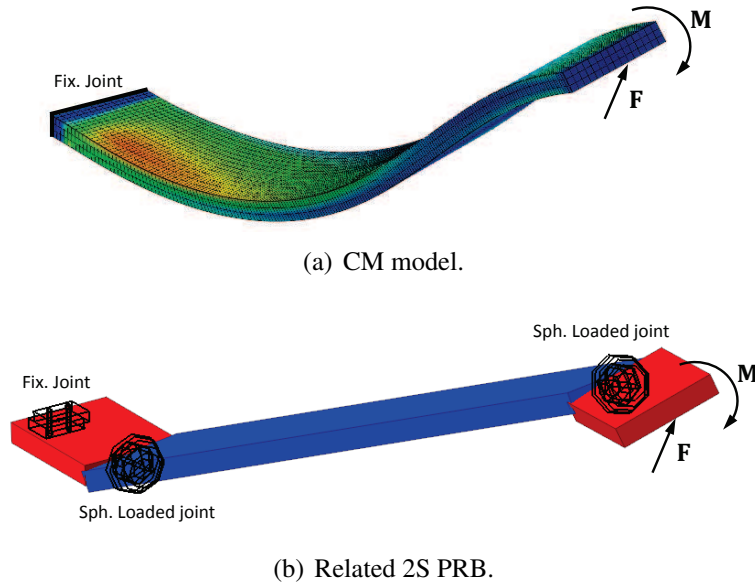 M
Fix. Joint
F
(a) CM model.
Sph. Loaded joint
Fix. Joint
M
F
Sph. Loaded joint
(b) Related 2S PRB.